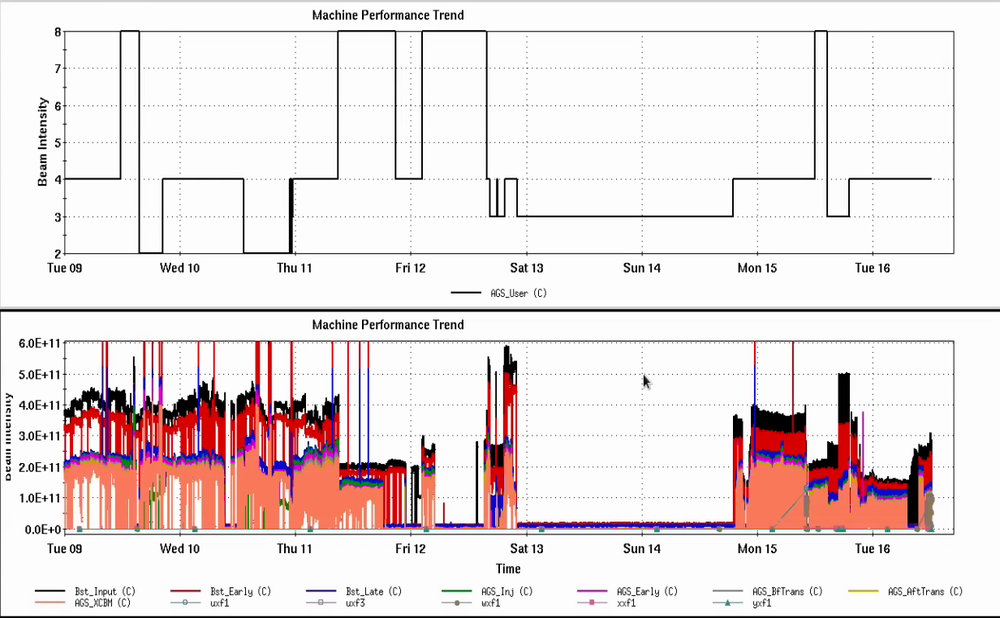 Machine Performance Trend
8
7
6
5
4
3
2
Beam Intensity
Tue 09 Wed 10 Thu 11 Fri 12 Sat 13 Sun 14 Mon 15 Tue 16
AGS_User (C)
Machine Performance Trend
6.0E+11
5.0E+11
4.0E+11
3.0E+11
2.0E+11
1.0E+11
0.0E+0
Beam Intensity
Tue 09 Wed 10 Thu 11 Fri 12 Sat 13 Sun 14 Mon 15 Tue 16
Time
Bst_Input (C) Bst_Early (C) Bst_Late (C) AGS_Inj (C) AGS_Early (C) AGS_BfTrans (C) AGS_AftTrans (C)
AGS_XCBM (C) uxf1 uxf3 wxf1 xxf1 yxf1